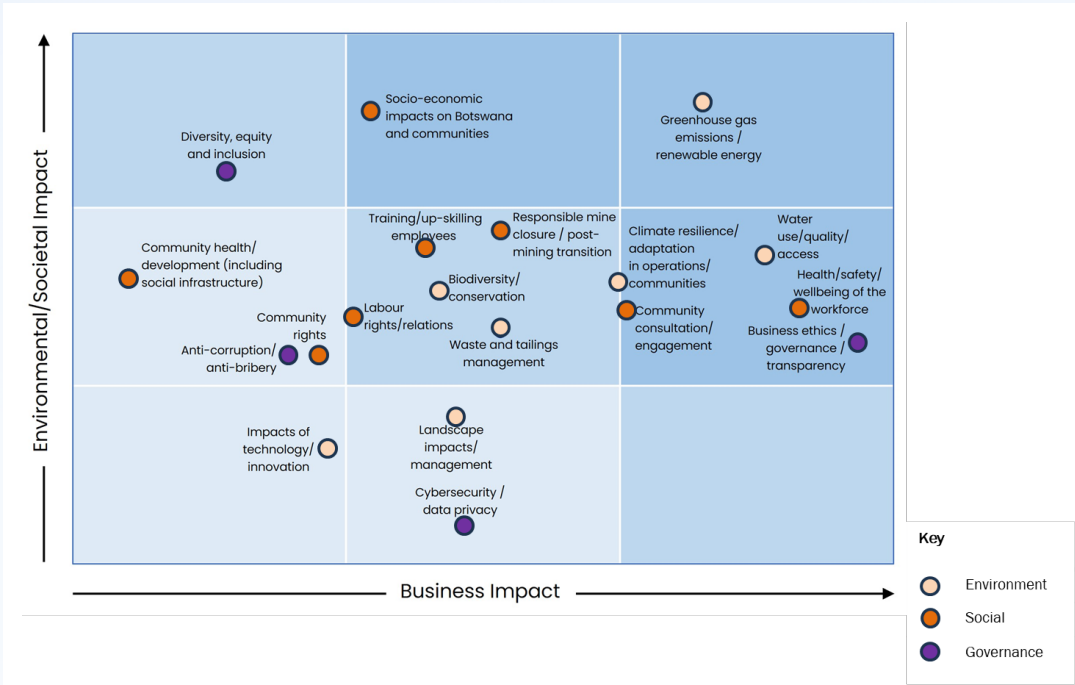 Environmental/Societal Impact
Socio-economic
impacts on Botswana
and communities
Greenhouse gas
emissions /
renewable energy
Diversity, equity
and inclusion
Training/up-skilling
employees
Responsible mine
closure / post-
mining transition
Climate resilience/
adaptation
in operations/
communities
Water
use/quality/
access
Community health/
development (including
social infrastructure)
Biodiversity/
conservation
Health/safety/
wellbeing of the
workforce
Community
rights
Labour
rights/relations
Community
consultation/
engagement
Anti-corruption/
anti-bribery
Waste and tailings
management
Business ethics /
governance /
transparency
Impacts of
technology/
innovation
Landscape
impacts/
management
Cybersecurity /
data privacy
Business Impact
Key
Environment
Social
Governance